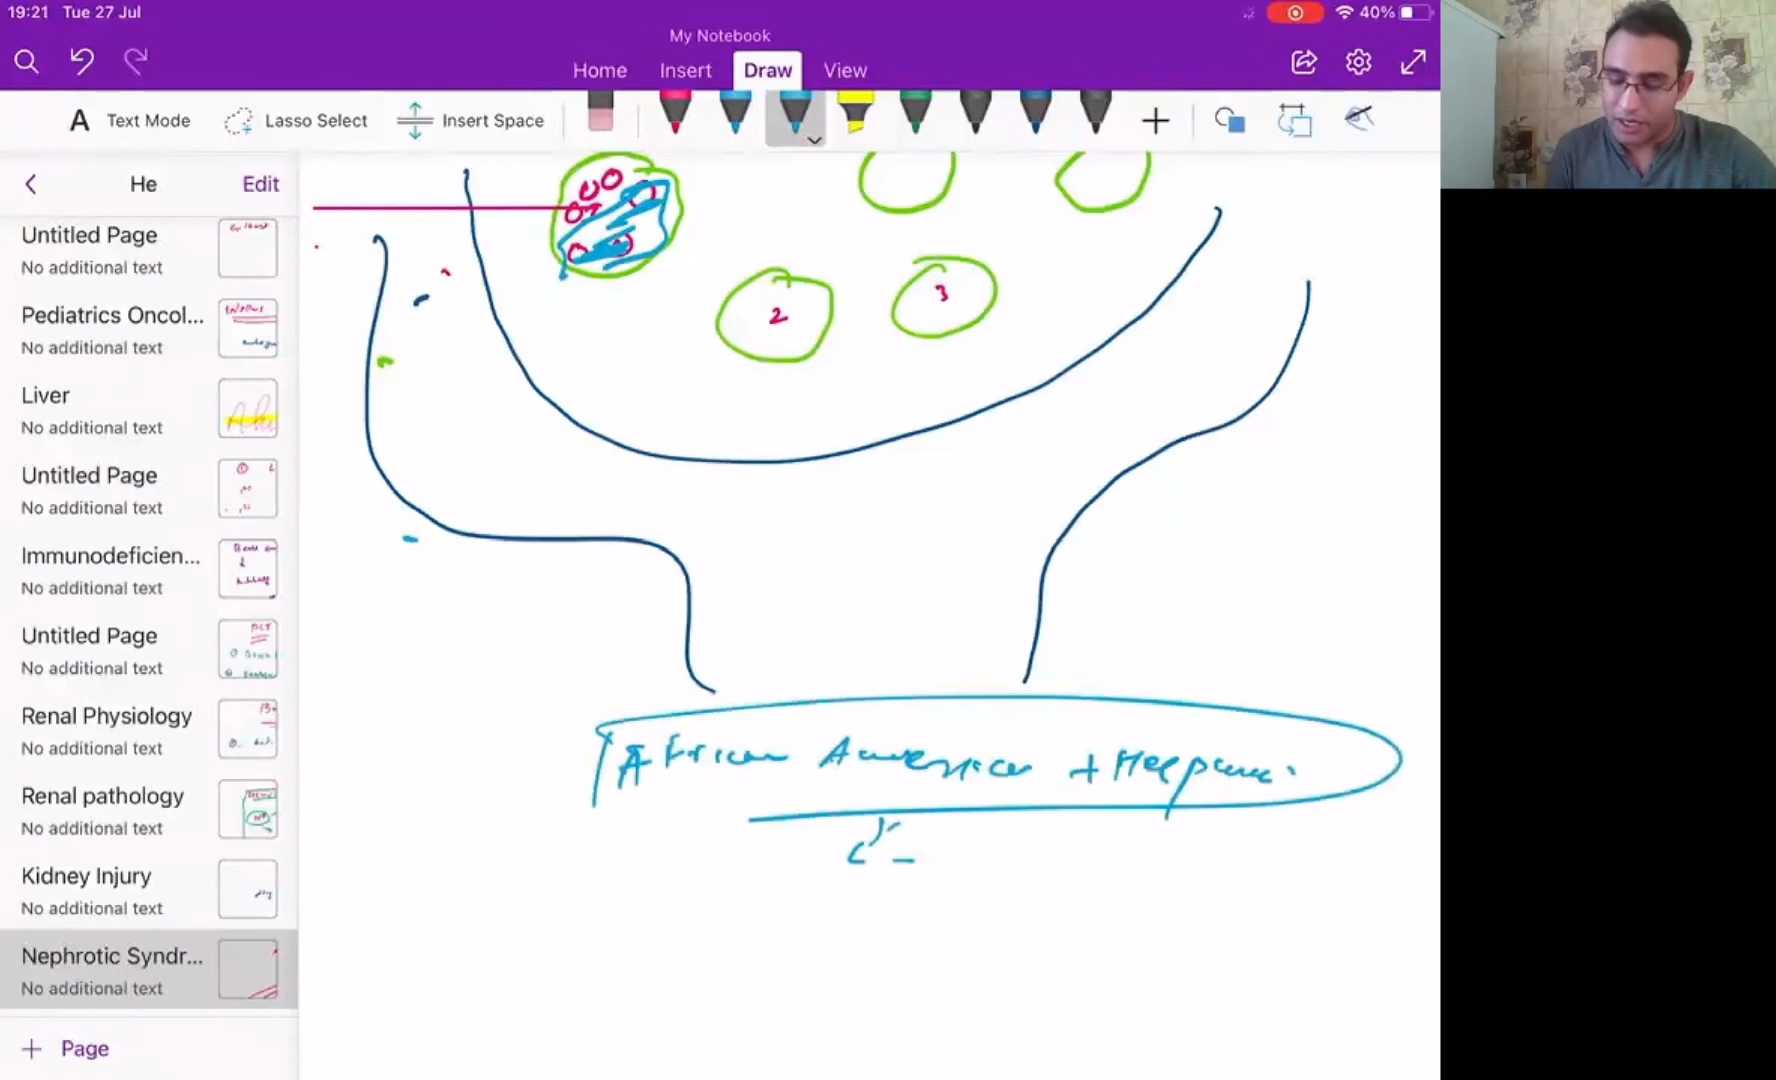 19:21 Tue 27 Jul
40%
My Notebook
Home Insert Draw View
A Text Mode Lasso Select Insert Space
He Edit
Untitled Page
No additional text
Pediatrics Oncol...
No additional text
Liver
No additional text
Untitled Page
No additional text
Immunodeficien...
No additional text
Untitled Page
No additional text
Renal Physiology
No additional text
Renal pathology
No additional text
Kidney Injury
No additional text
Nephrotic Syndr...
No additional text
+ Page
2
3
African American +